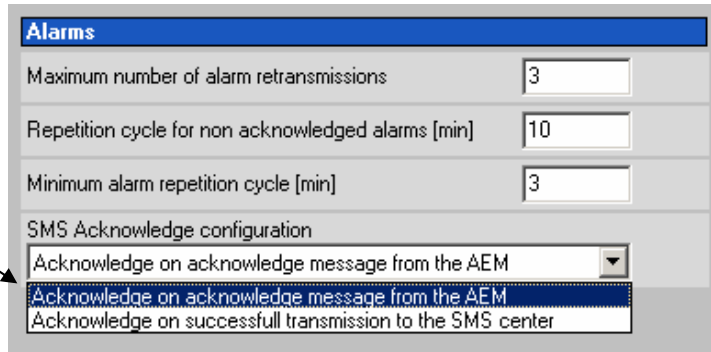 Alarms
Maximum number of alarm retransmissions 3
Repetition cycle for non acknowledged alarms [min] 10
Minimum alarm repetition cycle [min] 3
SMS Acknowledge configuration
Acknowledge on acknowledge message from the AEM
Acknowledge on acknowledge message from the AEM
Acknowledge on successfull transmission to the SMS center